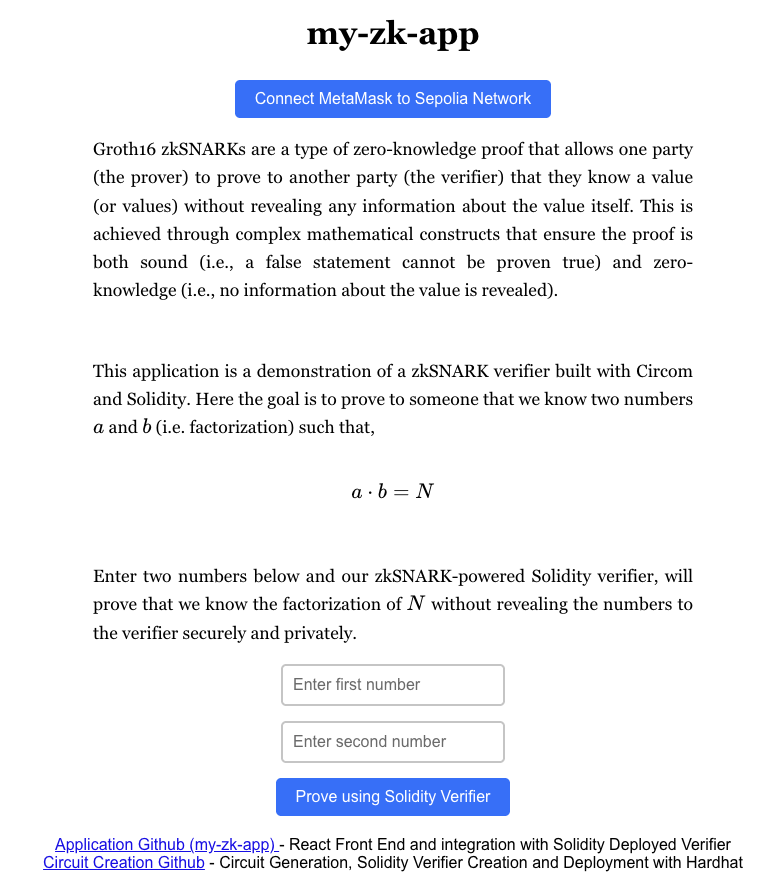 my-zk-app
Connect MetaMask to Sepolia Network
Groth16 zkSNARKs are a type of zero-knowledge proof that allows one party
(the prover) to prove to another party (the verifier) that they know a value
(or values) without revealing any information about the value itself. This is
achieved through complex mathematical constructs that ensure the proof is
both sound (i.e., a false statement cannot be proven true) and zero-
knowledge (i.e., no information about the value is revealed).
This application is a demonstration of a zkSNARK verifier built with Circom
and Solidity. Here the goal is to prove to someone that we know two numbers
a and b (i.e. factorization) such that,
a · b = N
Enter two numbers below and our zkSNARK-powered Solidity verifier, will
prove that we know the factorization of N without revealing the numbers to
the verifier securely and privately.
Enter first number
Enter second number
Prove using Solidity Verifier
Application Github (my-zk-app) - React Front End and integration with Solidity Deployed Verifier
Circuit Creation Github - Circuit Generation, Solidity Verifier Creation and Deployment with Hardhat